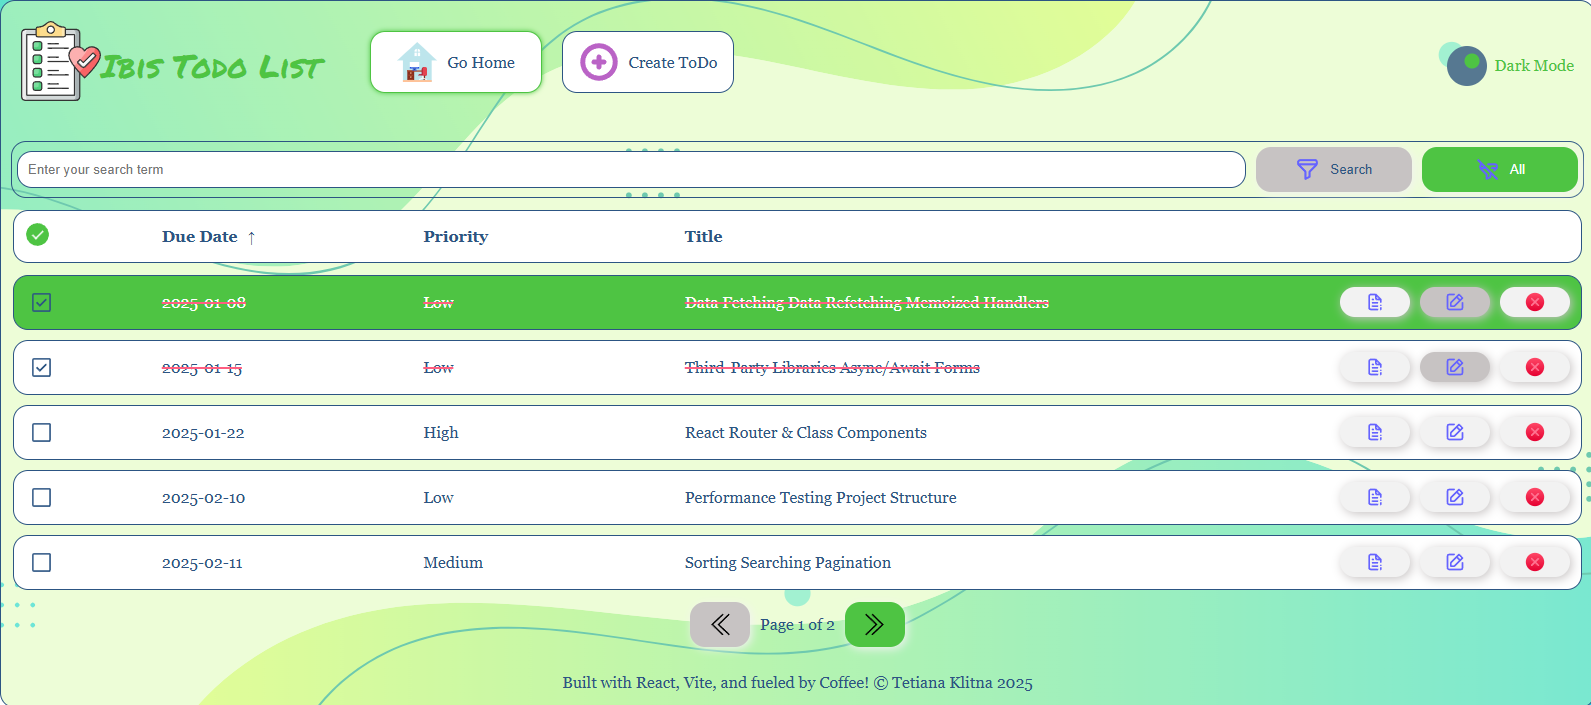 Ibis Todo List
Go Home
Create ToDo
Dark Mode
Enter your search term
Search
All
Due Date ↑ Priority Title
2025-01-08 Low Data Fetching Data Refetching Memoized Handlers
2025-01-15 Low Third-Party Libraries Async/Await Forms
2025-01-22 High React Router & Class Components
2025-02-10 Low Performance Testing Project Structure
2025-02-11 Medium Sorting Searching Pagination
Page 1 of 2
Built with React, Vite, and fueled by Coffee! © Tetiana Klitna 2025